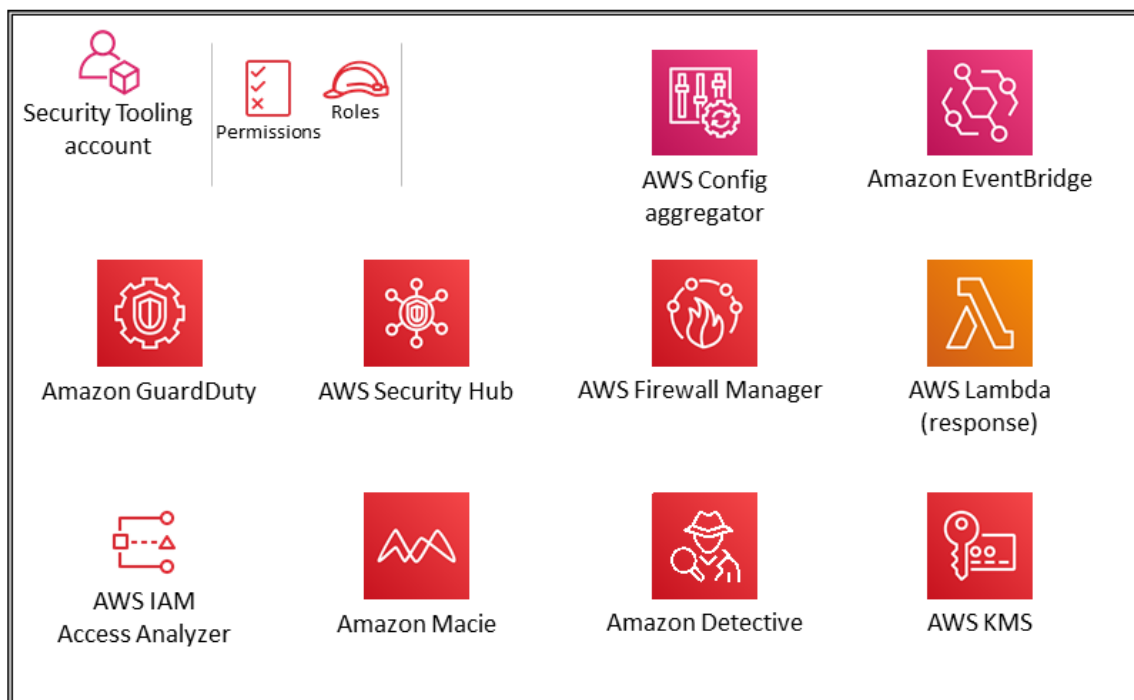 Security Tooling
account
Permissions
Roles
AWS Config
aggregator
Amazon EventBridge
Amazon GuardDuty
AWS Security Hub
AWS Firewall Manager
AWS Lambda
(response)
AWS IAM
Access Analyzer
Amazon Macie
Amazon Detective
AWS KMS